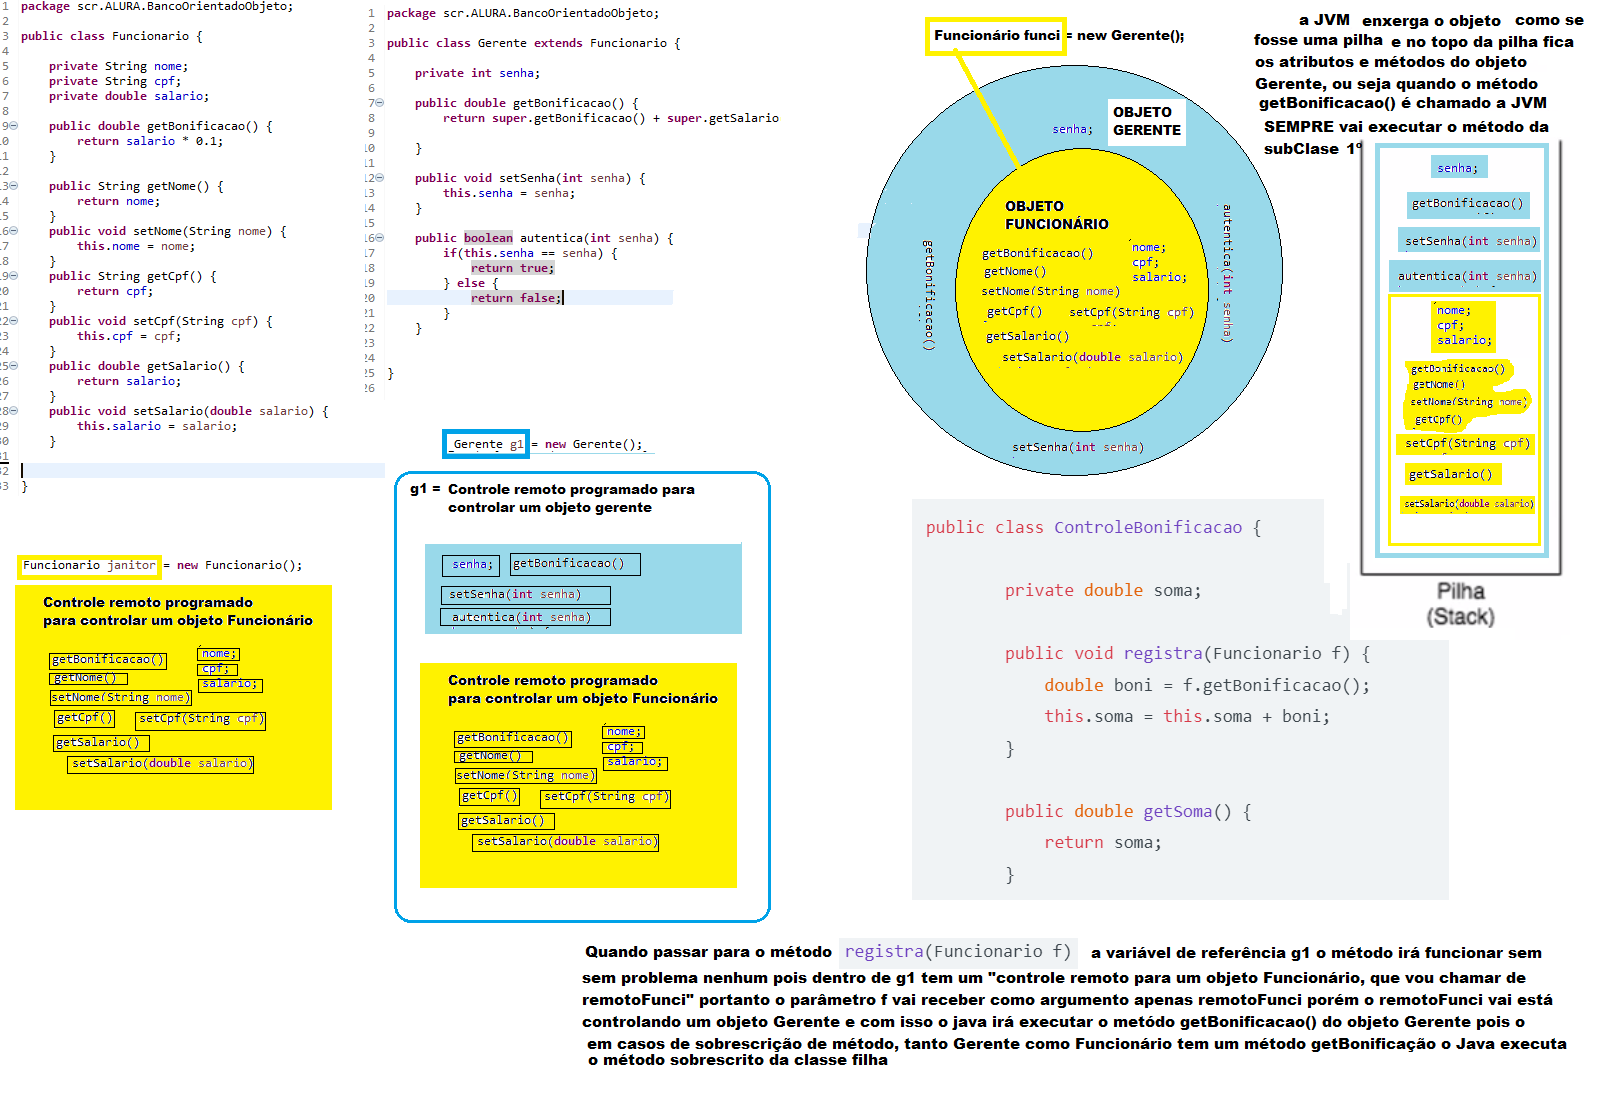 1 package scr.ALURA.BancoOrientadoObjeto;
2
3 public class Funcionario {
4
5 private String nome;
6 private String cpf;
7 private double salario;
8
9 public double getBonificacao() {
10 return salario * 0.1;
11 }
12
13 public String getNome() {
14 return nome;
15 }
16 public void setNome(String nome) {
17 this.nome = nome;
18 }
19 public String getCpf() {
20 return cpf;
21 }
22 public void setCpf(String cpf) {
23 this.cpf = cpf;
24 }
25 public double getSalario() {
26 return salario;
27 }
28 public void setSalario(double salario) {
29 this.salario = salario;
30 }
31
32
33 }
Funcionario janitor = new Funcionario();
Controle remoto programado
para controlar um objeto Funcionário
getBonificacao()
nome;
getNome()
cpf;
setNome(String nome)
salario;
getCpf()
setCpf(String cpf)
getSalario()
setSalario(double salario)
1 package scr.ALURA.BancoOrientadoObjeto;
2
3 public class Gerente extends Funcionario {
4
5 private int senha;
6
7 public double getBonificacao() {
8 return super.getBonificacao() + super.getSalario
9
10 }
11
12 public void setSenha(int senha) {
13 this.senha = senha;
14 }
15
16 public boolean autentica(int senha) {
17 if(this.senha == senha) {
18 return true;
19 } else {
20 return false;
21 }
22 }
23
24
25 }
26
Gerente g1 = new Gerente();
g1 = Controle remoto programado para
controlar um objeto gerente
senha;
getBonificacao()
setSenha(int senha)
autentica(int senha)
Controle remoto programado
para controlar um objeto Funcionário
getBonificacao()
nome;
getNome()
cpf;
setNome(String nome)
salario;
getCpf()
setCpf(String cpf)
getSalario()
setSalario(double salario)
Funcionário funci = new Gerente();
OBJETO
GERENTE
senha;
getBonificacao()
autentica(int senha)
setSenha(int senha)
OBJETO
FUNCIONÁRIO
getBonificacao()
nome;
getNome()
cpf;
salario;
setNome(String nome)
getCpf()
setCpf(String cpf)
getSalario()
setSalario(double salario)
a JVM enxerga o objeto como se
fosse uma pilha e no topo da pilha fica
os atributos e métodos do objeto
Gerente, ou seja quando o método
getBonificacao() é chamado a JVM
SEMPRE vai executar o método da
subClase 1º
senha;
getBonificacao()
setSenha(int senha)
autentica(int senha)
nome;
cpf;
salario;
getBonificacao()
getNome()
setNome(String nome)
getCpf()
setCpf(String cpf)
getSalario()
setSalario(double salario)
Pilha
(Stack)
public class ControleBonificacao {
private double soma;
public void registra(Funcionario f) {
double boni = f.getBonificacao();
this.soma = this.soma + boni;
}
public double getSoma() {
return soma;
}
Quando passar para o método registra(Funcionario f) a variável de referência g1 o método irá funcionar sem
sem problema nenhum pois dentro de g1 tem um "controle remoto para um objeto Funcionário, que vou chamar de
remotoFunci" portanto o parâmetro f vai receber como argumento apenas remotoFunci porém o remotoFunci vai está
controlando um objeto Gerente e com isso o java irá executar o metódo getBonificacao() do objeto Gerente pois o
em casos de sobrescrição de método, tanto Gerente como Funcionário tem um método getBonificação o Java executa
o método sobrescrito da classe filha